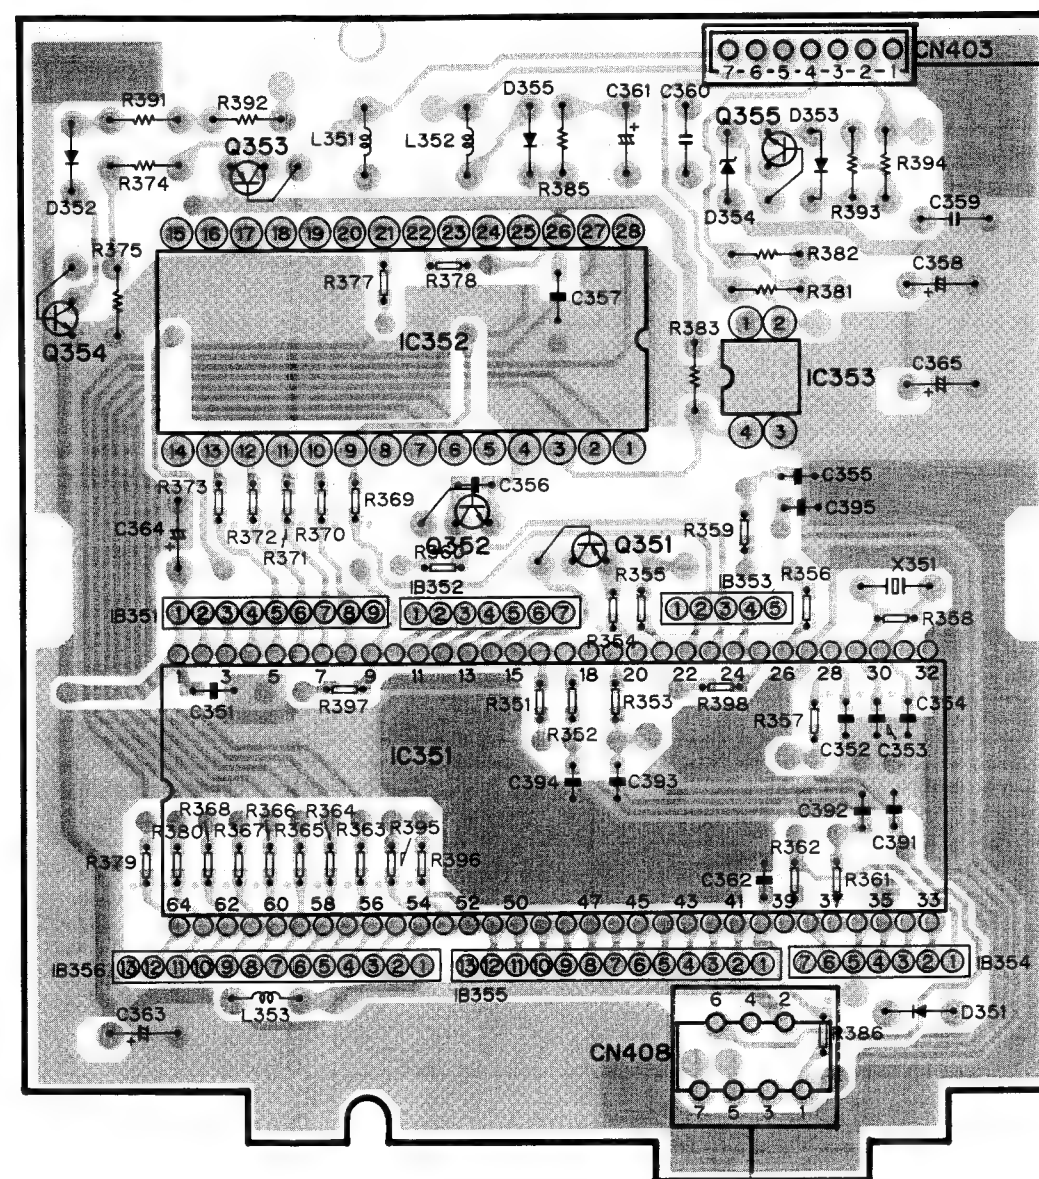 CN403
-7-6-5-4-3-2-1-
R391 R392 D355 C361 C360
Q355 D353
L351 L352
Q353
R394
R374 R385
D352 D354 R393 C359
15 16 17 18 19 20 21 22 23 24 25 26 27 28
R375
R382
R377 R378 C358
C357 R381
Q354 IC352 R383 1 2
C365
IC353
4 3
14 13 12 11 10 9 8 7 6 5 4 3 2 1
C355
R373 R369 C356
C395
C364 R372 R370 Q352 R359
R371 R360 Q351
X351
IB352 R355 IB353 R356
IB351 1 2 3 4 5 6 7 8 9
1 2 3 4 5 6 7
1 2 3 4 5
R358
R354
1 3 5 7 9 11 13 15 18 20 22 24 26 28 30 32
C351 R397 R351 R353 R398 R357 C354
R352 C352 C353
IC351
C394 C393
C392
R368 R366 R364 C391
R380 R367 R365 R363 R395
R379 R396 R362
C362 R361
64 62 60 58 56 54 52 50 47 45 43 41 39 37 35 33
IB356 13 12 11 10 9 8 7 6 5 4 3 2 1
13 12 11 10 9 8 7 6 5 4 3 2 1
7 6 5 4 3 2 1 IB354
IB355
L353
C363
6 4 2
D351
R386
CN408
7 5 3 1